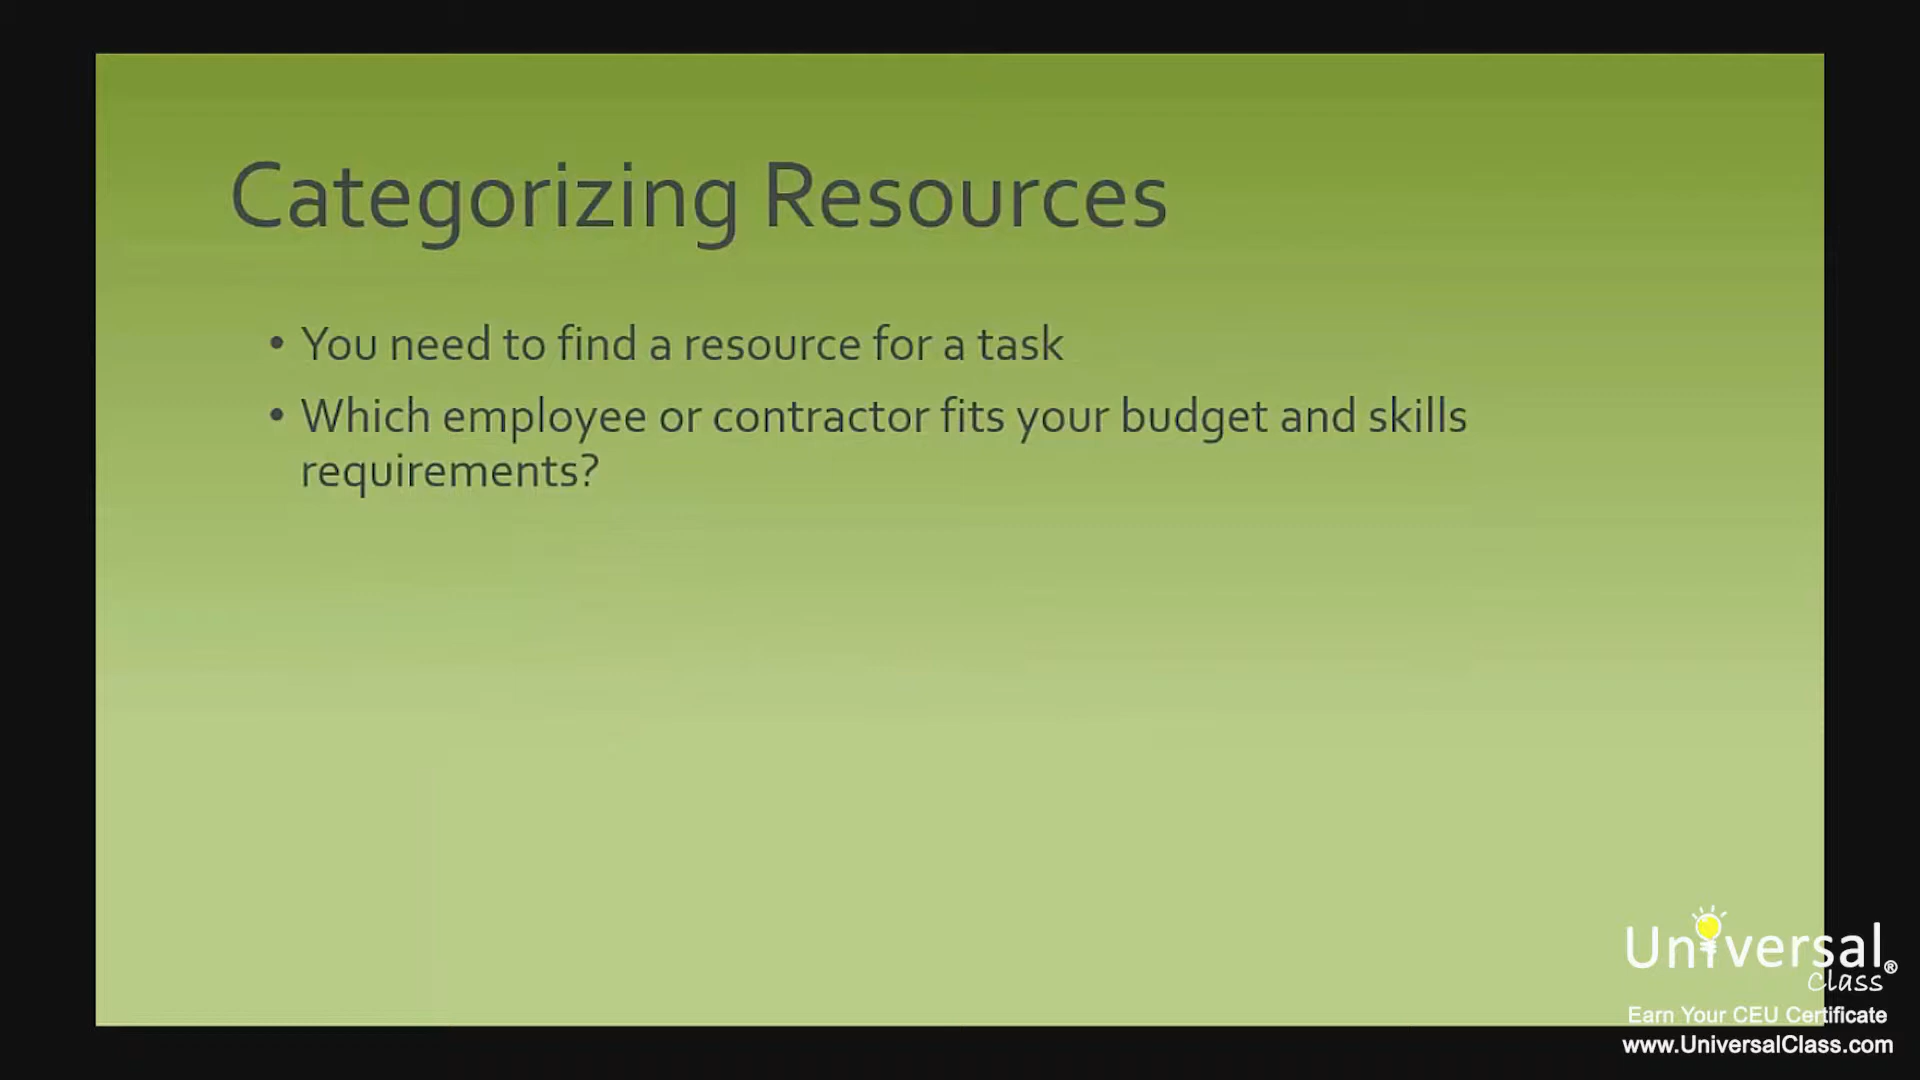 Categorizing Resources
• You need to find a resource for a task
• Which employee or contractor fits your budget and skills
requirements?
Universal®
Class
Earn Your CEU Certificate
www.UniversalClass.com